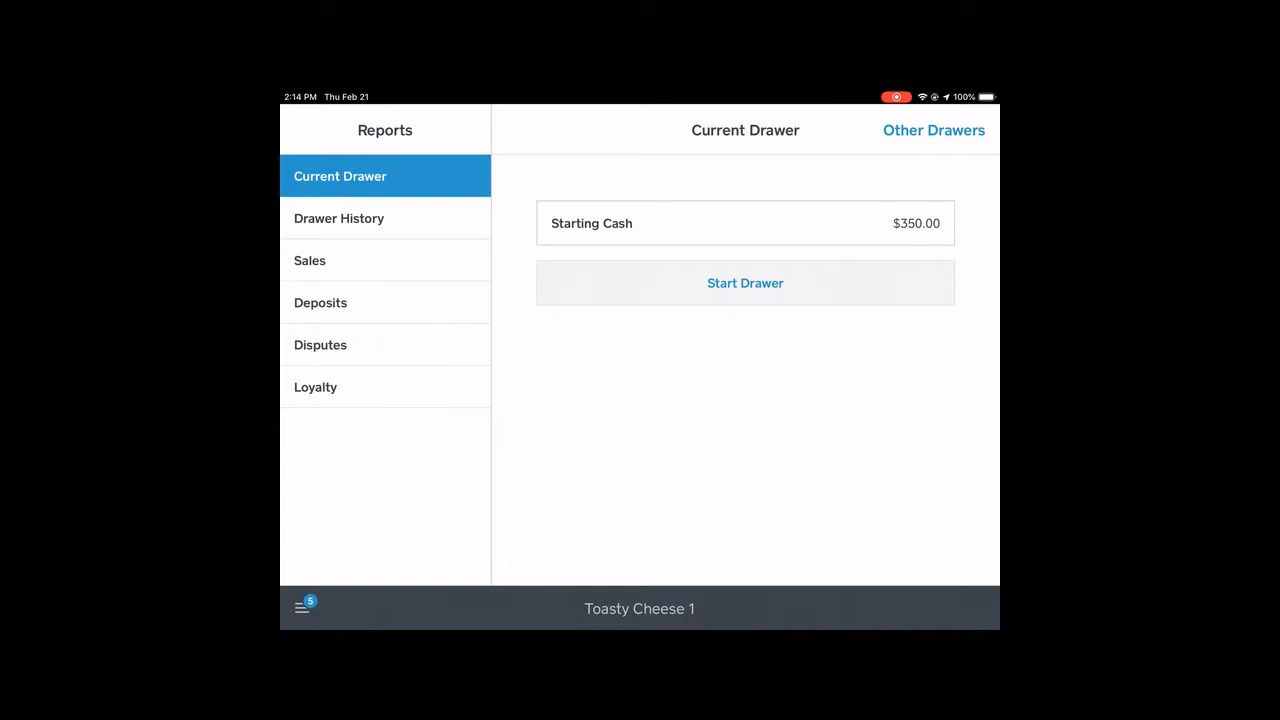 2:14 PM Thu Feb 21
100%
Reports
Current Drawer
Other Drawers
Current Drawer
Drawer History
Sales
Deposits
Disputes
Loyalty
Starting Cash $350.00
Start Drawer
5
Toasty Cheese 1